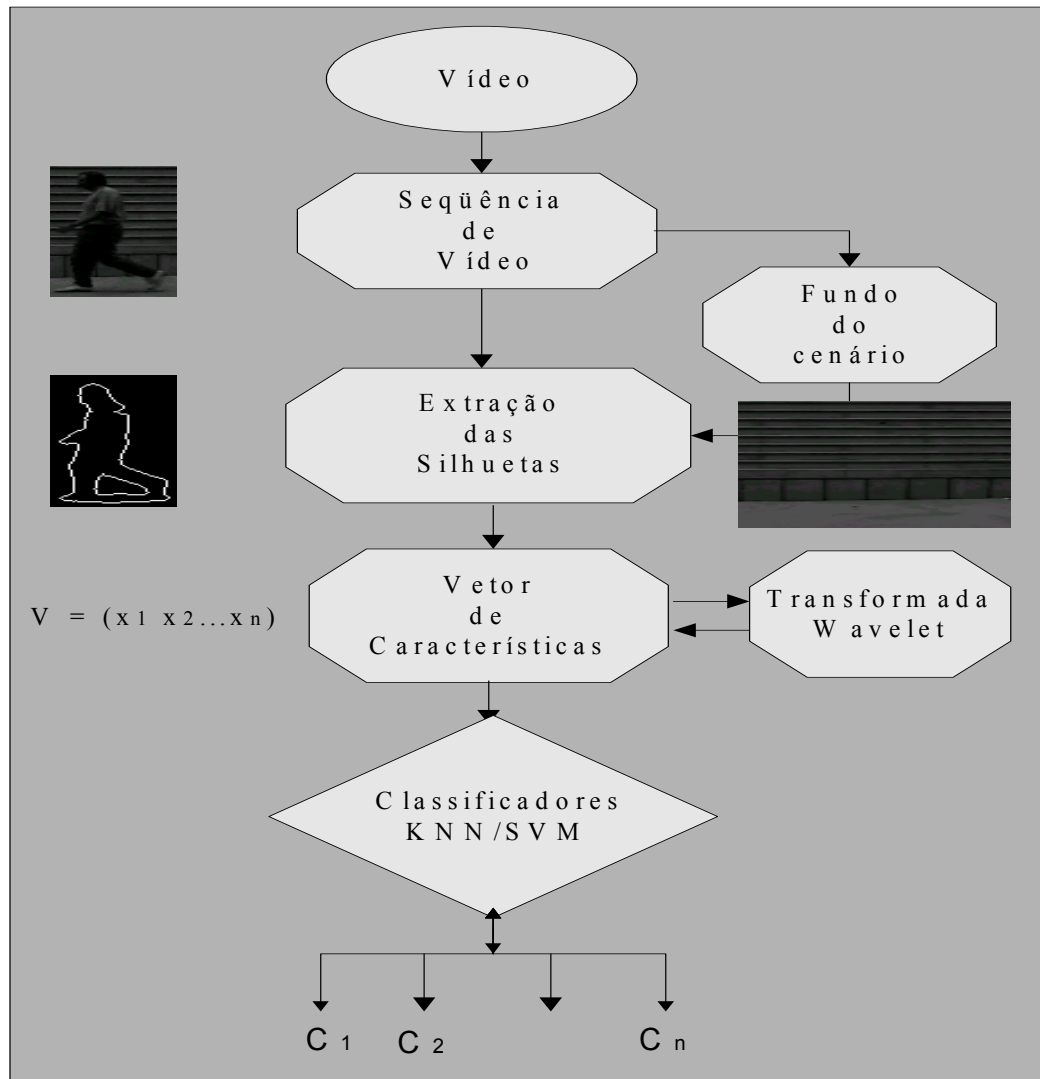 Vídeo
Seqüência
de
Vídeo
Fundo
do
cenário
Extração
das
Silhuetas
Vetor
de
Características
Transformada
Wavelet
V = (x1 x2...xn)
Classificadores
KNN/SVM
C1 C2 Cn